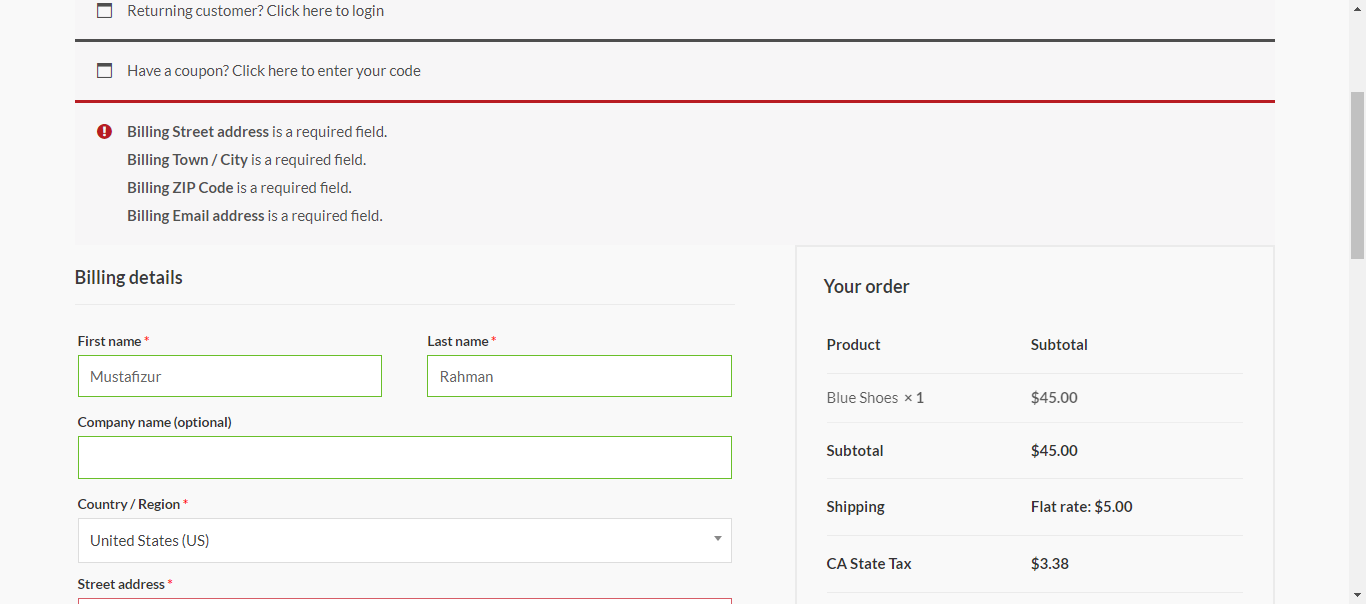 Returning customer? Click here to login
Have a coupon? Click here to enter your code
Billing Street address is a required field.
Billing Town / City is a required field.
Billing ZIP Code is a required field.
Billing Email address is a required field.
Billing details
First name *
Last name *
Mustafizur
Rahman
Company name (optional)
Country / Region *
United States (US)
Street address *
Your order
Product Subtotal
Blue Shoes × 1 $45.00
Subtotal $45.00
Shipping Flat rate: $5.00
CA State Tax $3.38